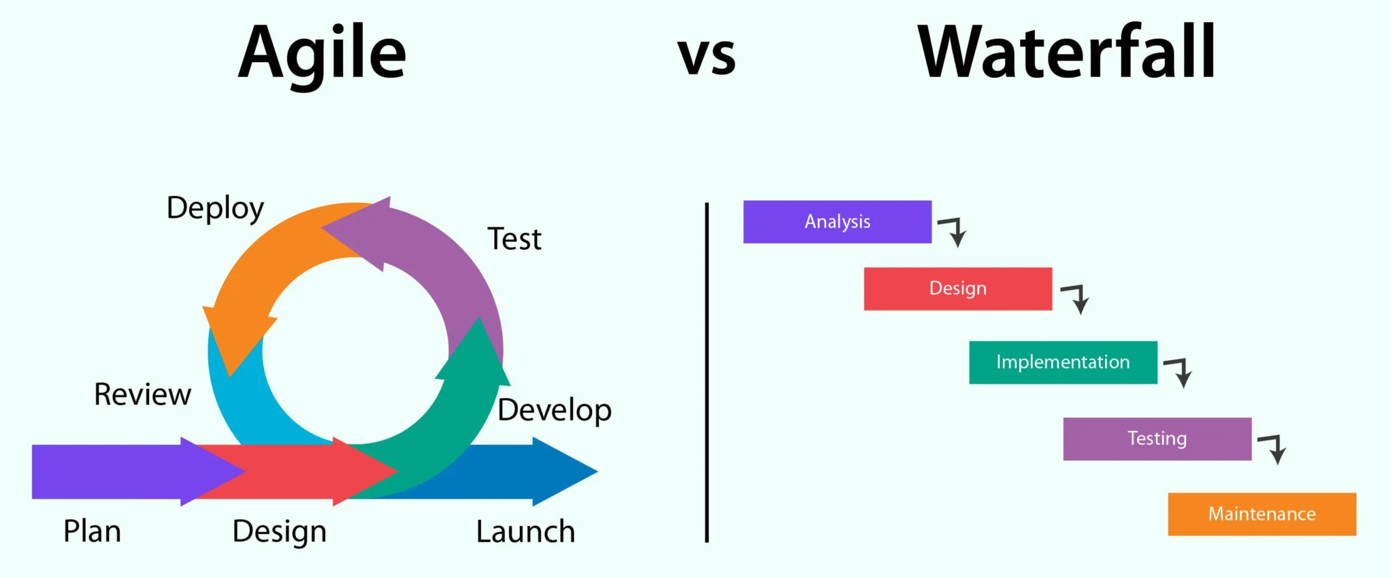 Agile vs Waterfall
Deploy
Test
Review
Develop
Plan
Design
Launch
Analysis
Design
Implementation
Testing
Maintenance